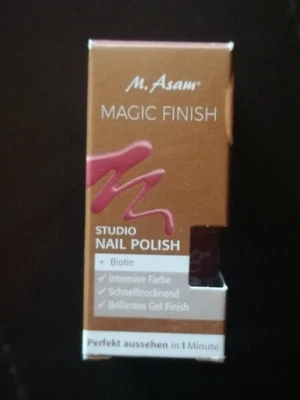 M. Asam®
MAGIC FINISH
STUDIO
NAIL POLISH
+ Biotin
✓ Intensive Farbe
✓ Schnelltrocknend
✓ Brillantes Gel Finish
Perfekt aussehen in 1 Minute